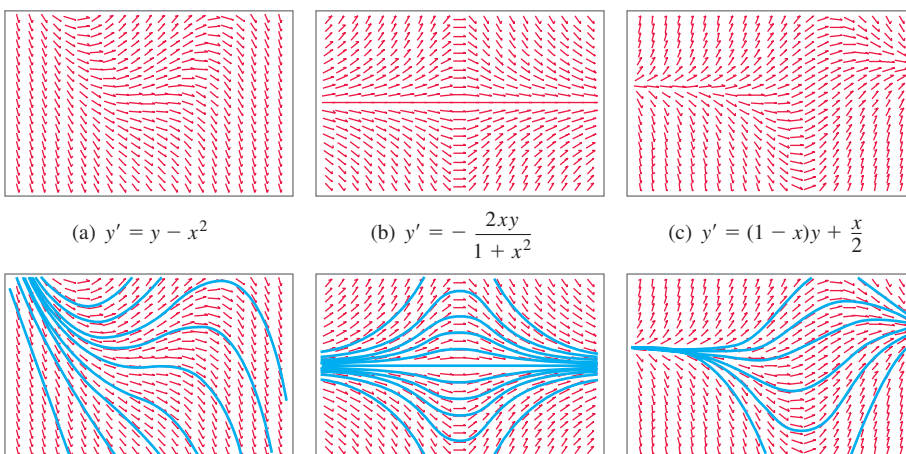 (a) y′ = y − x²
(b) y′ = − 2xy / 1 + x²
(c) y′ = (1 − x)y + x/2